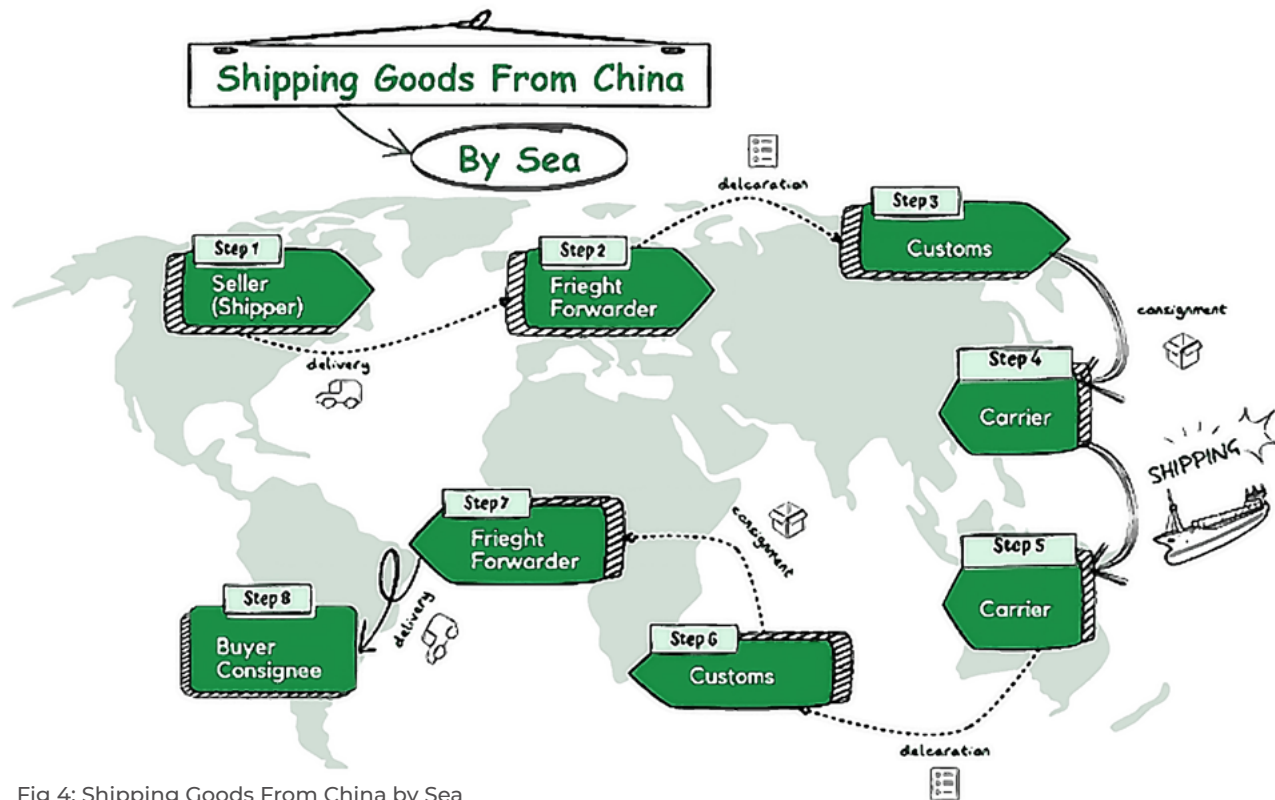 Shipping Goods From China
By Sea
Step 1
Seller
(Shipper)
delivery
Step 2
Frieght
Forwarder
delcaration
Step 3
Customs
consignment
Step 4
Carrier
SHIPPING
Step 5
Carrier
delcaration
Step 6
Customs
consignment
Step 7
Frieght
Forwarder
delivery
Step 8
Buyer
Consignee
Fig 4: Shipping Goods From China by Sea